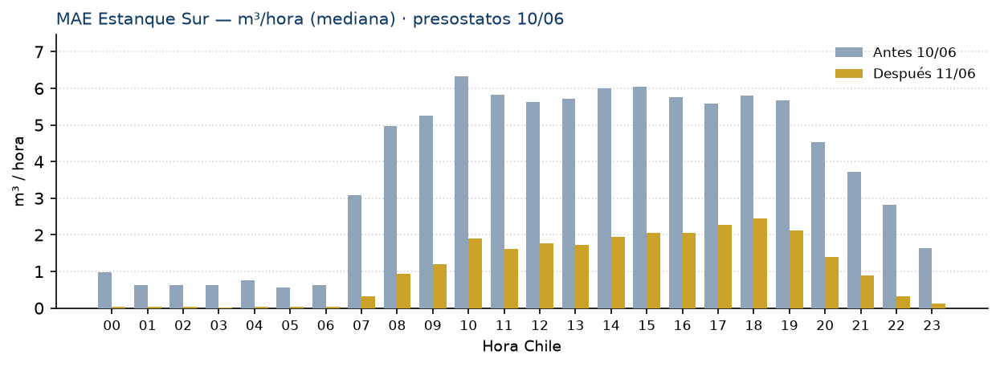 MAE Estanque Sur — m³/hora (mediana) · presostatos 10/06
Antes 10/06
Después 11/06
m³ / hora
7
6
5
4
3
2
1
0
00 01 02 03 04 05 06 07 08 09 10 11 12 13 14 15 16 17 18 19 20 21 22 23
Hora Chile